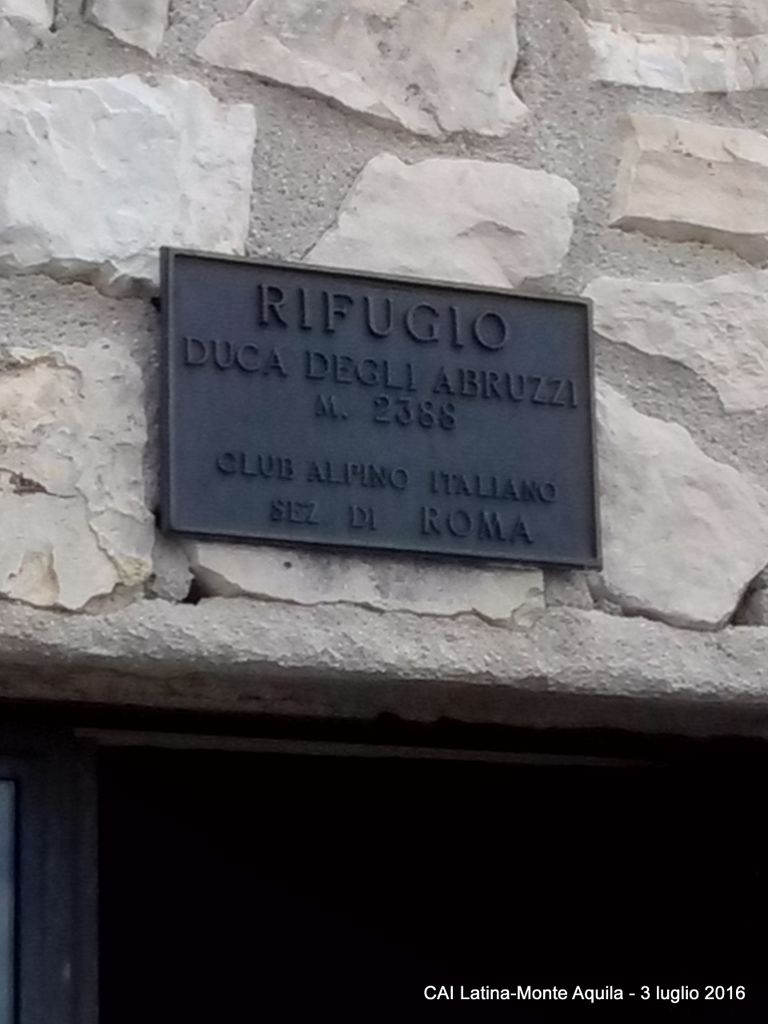 RIFUGIO
DUCA DEGLI ABRUZZI
M. 2388
CLUB ALPINO ITALIANO
SEZ DI ROMA
CAI Latina-Monte Aquila - 3 luglio 2016